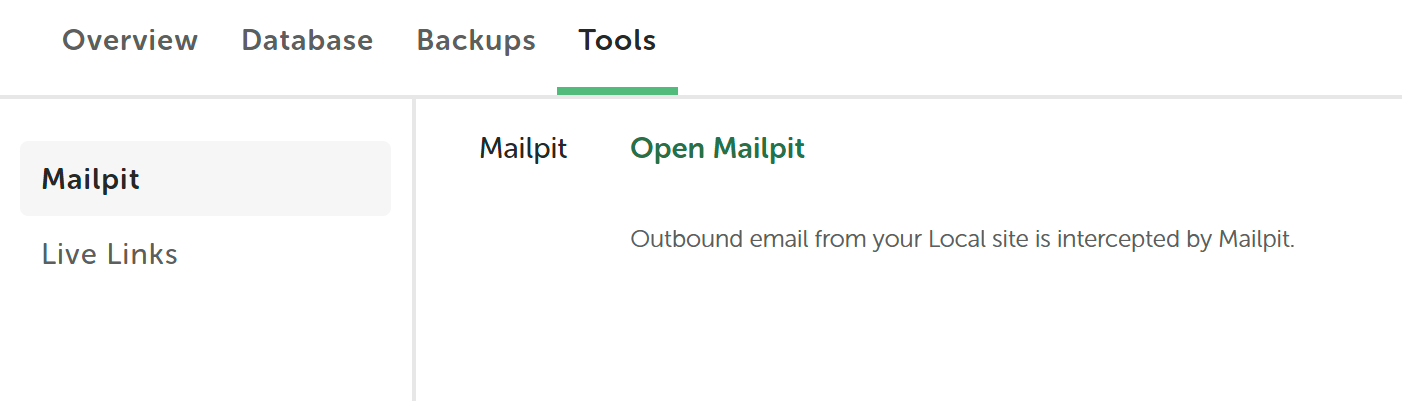 Overview Database Backups Tools
Mailpit
Live Links
Mailpit Open Mailpit
Outbound email from your Local site is intercepted by Mailpit.